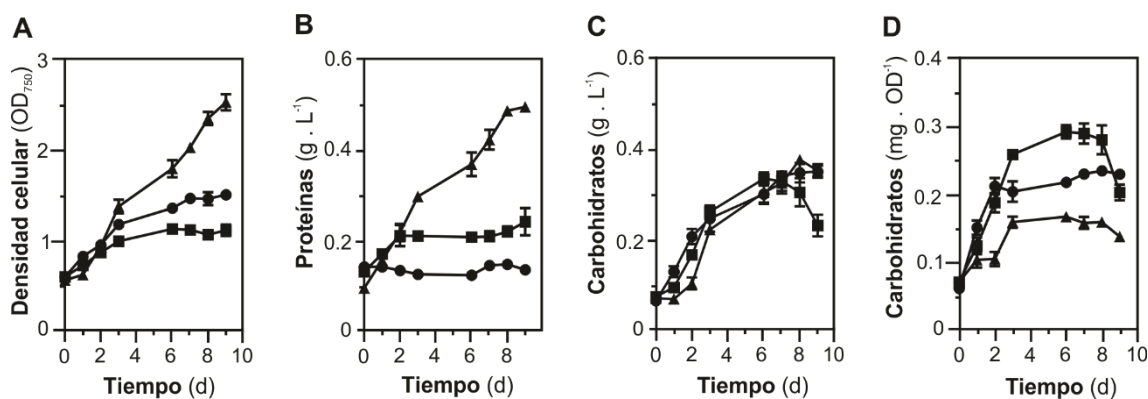 A
Densidad celular (OD₇₅₀)
3
2
1
0
0 2 4 6 8 10
Tiempo (d)
B
Proteínas (g . L⁻¹)
0.6
0.4
0.2
0
0 2 4 6 8
Tiempo (d)
C
Carbohidratos (g . L⁻¹)
0.6
0.4
0.2
0
0 2 4 6 8 10
Tiempo (d)
D
Carbohidratos (mg . OD⁻¹)
0.4
0.3
0.2
0.1
0.0
0 2 4 6 8 10
Tiempo (d)